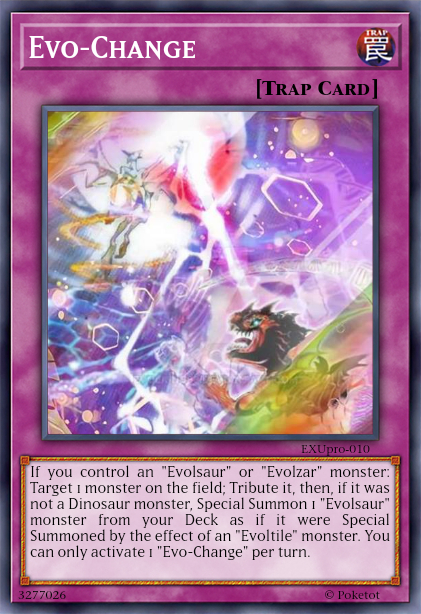 Evo-Change
TRAP
罠
[Trap Card]
EXUpro-010
If you control an "Evolsaur" or "Evolzar" monster:
Target 1 monster on the field; Tribute it, then, if it was
not a Dinosaur monster, Special Summon 1 "Evolsaur"
monster from your Deck as if it were Special
Summoned by the effect of an "Evoltile" monster. You
can only activate 1 "Evo-Change" per turn.
3277026
© Poketot